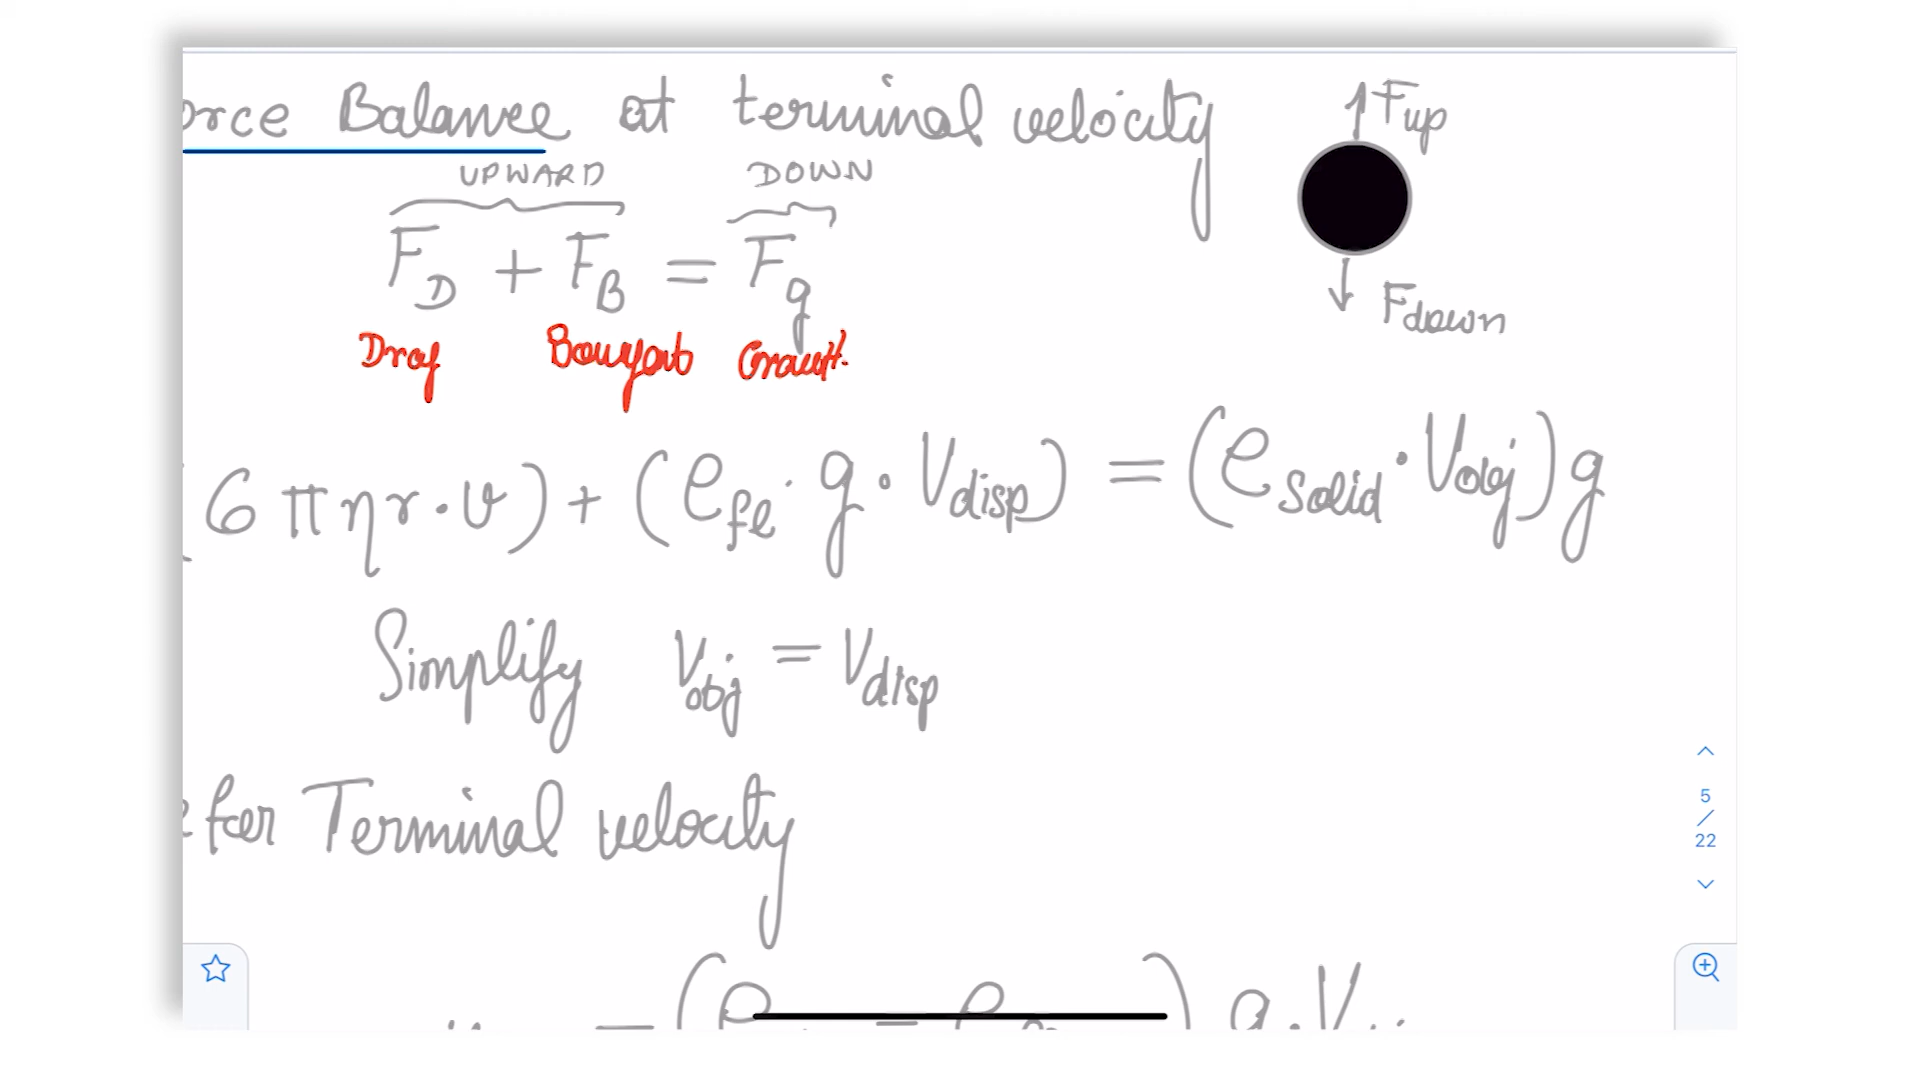 orce Balance at terminal velocity
↑ Fup
UPWARD DOWN
F_D + F_B = F_g
↓ Fdown
Drag Bouyant Gravit.
(6πηr·v) + (ρ_fl · g · V_disp) = (ρ_solid · V_obj) g
Simplify V_obj = V_disp
for Terminal velocity
5
/
22